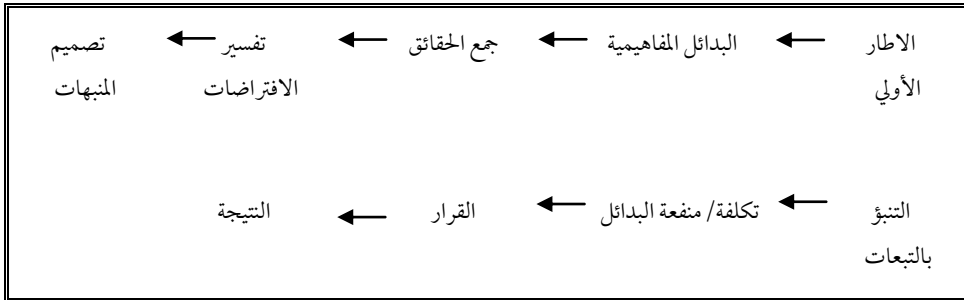 الاطار البدائل المفاهيمية جمع الحقائق تفسير تصميم
الأولي الافتراضات المنبهات
التنبؤ تكلفة/ منفعة البدائل القرار النتيجة
بالتبعات